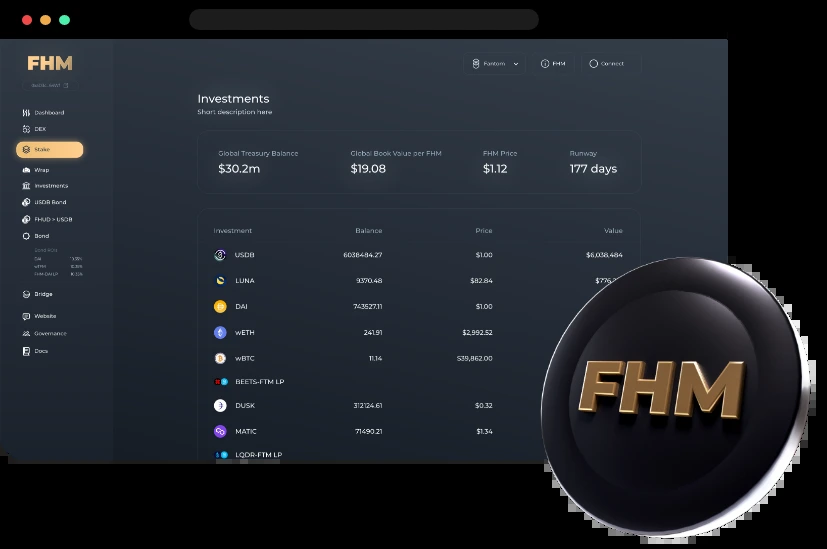 FHM
Fantom
FHM
Connect
Dashboard
DEX
Stake
Wrap
Investments
USDB Bond
FHUD > USDB
Bond
Bridge
Website
Governance
Docs
Investments
Short description here
Global Treasury Balance Global Book Value per FHM FHM Price Runway
$30.2m $19.08 $1.12 177 days
Investment Balance Price Value
USDB 6038484.27 $1.00 $6,038,484
LUNA 9370.48 $82.84
DAI 743527.11 $1.00
wETH 241.91 $2,992.52
wBTC 11.14 $39,862.00
BEETS-FTM LP
DUSK 312124.61 $0.32
MATIC 71490.21 $1.34
LQDR-FTM LP
FHM